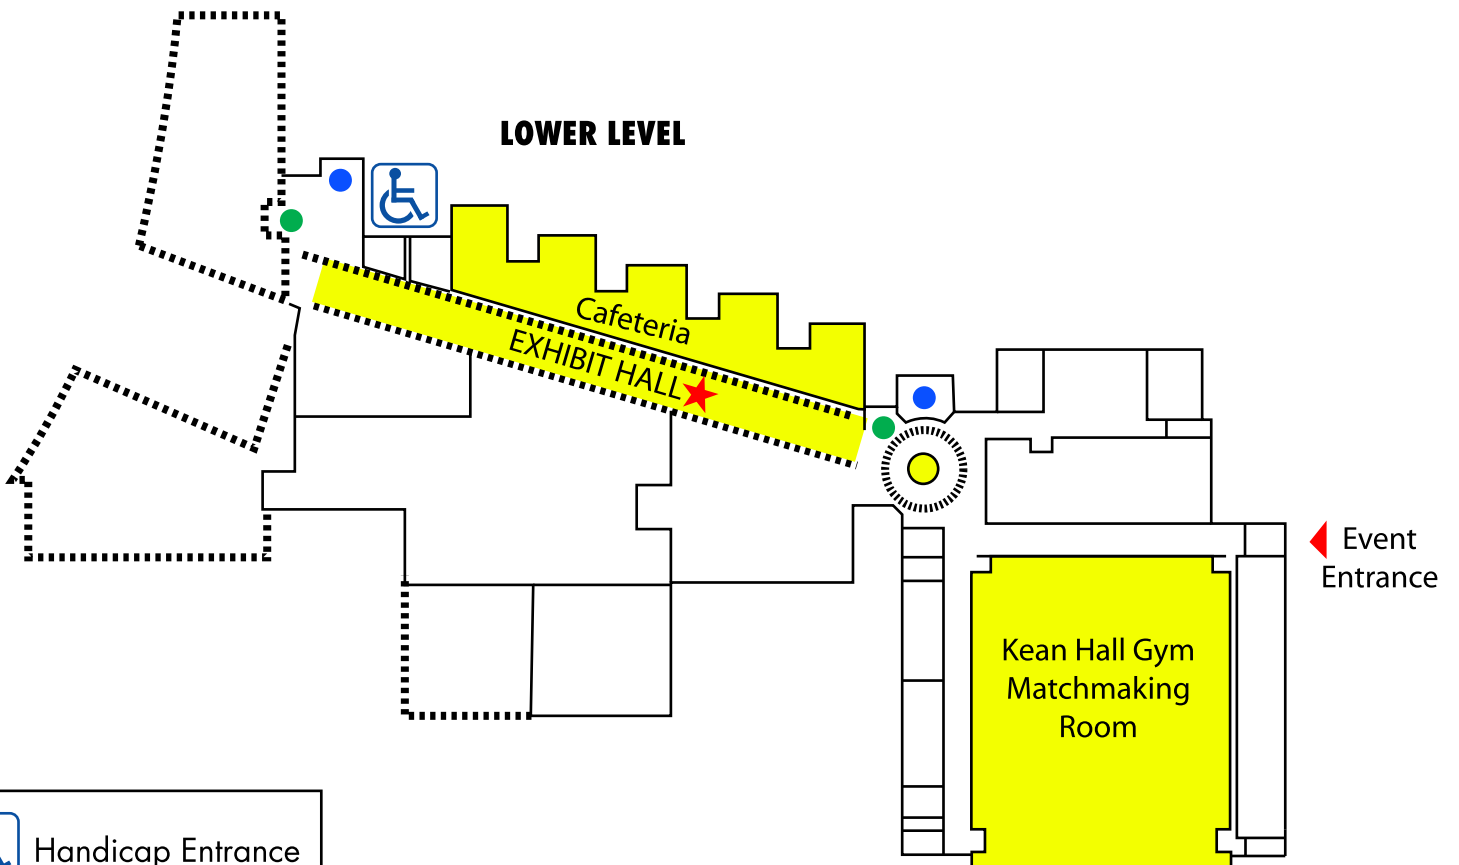 LOWER LEVEL
Cafeteria
EXHIBIT HALL
Event
Entrance
Kean Hall Gym
Matchmaking
Room
Handicap Entrance